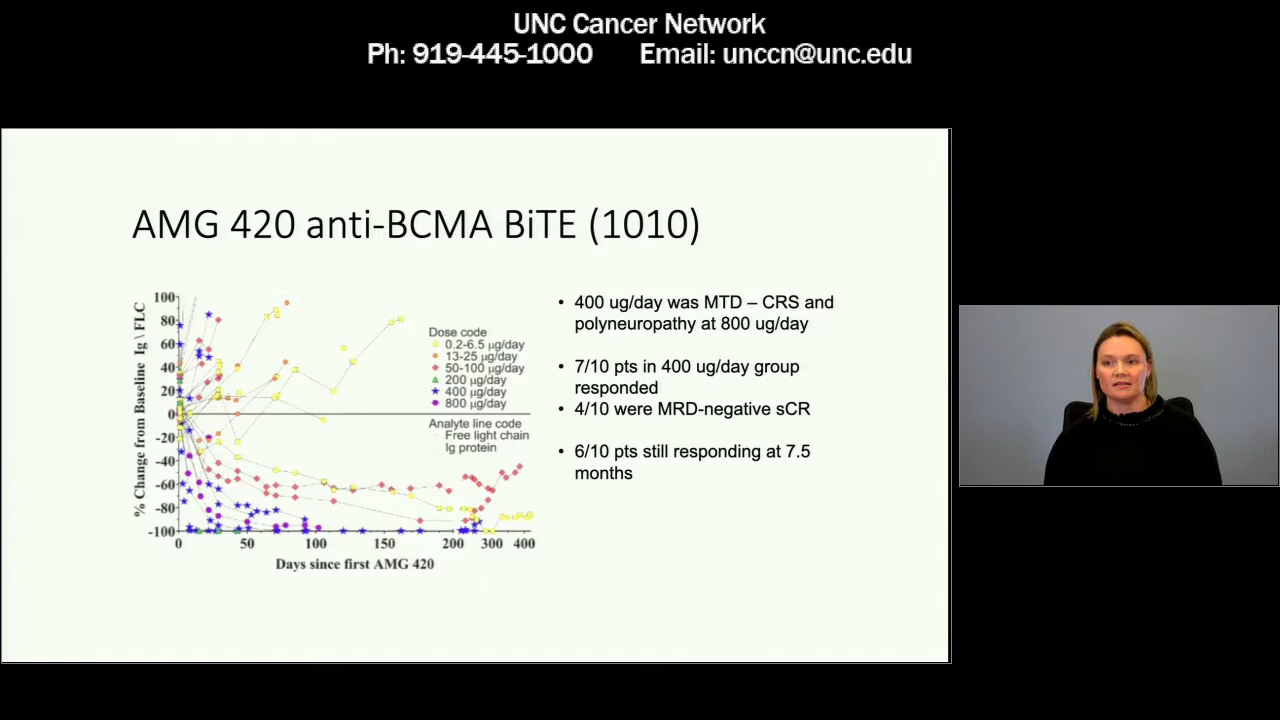 UNC Cancer Network
Ph: 919-445-1000 Email: unccn@unc.edu
AMG 420 anti-BCMA BiTE (1010)
% Change from Baseline Ig \ FLC
100
80
60
40
20
0
-20
-40
-60
-80
-100
0
50
100
150
200
300
400
Days since first AMG 420
Dose code
0.2-6.5 µg/day
13-25 µg/day
50-100 µg/day
200 µg/day
400 µg/day
800 µg/day
Analyte line code
Free light chain
Ig protein
• 400 ug/day was MTD – CRS and
polyneuropathy at 800 ug/day
• 7/10 pts in 400 ug/day group
responded
• 4/10 were MRD-negative sCR
• 6/10 pts still responding at 7.5
months